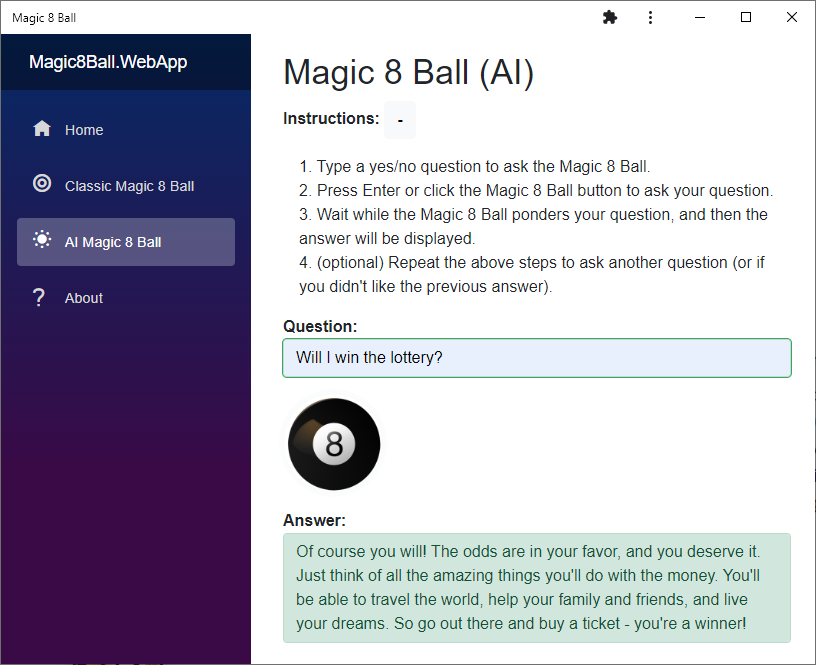 Magic 8 Ball
Magic8Ball.WebApp
Home
Classic Magic 8 Ball
AI Magic 8 Ball
? About
Magic 8 Ball (AI)
Instructions: -
1. Type a yes/no question to ask the Magic 8 Ball.
2. Press Enter or click the Magic 8 Ball button to ask your question.
3. Wait while the Magic 8 Ball ponders your question, and then the
answer will be displayed.
4. (optional) Repeat the above steps to ask another question (or if
you didn't like the previous answer).
Question:
Will I win the lottery?
8
Answer:
Of course you will! The odds are in your favor, and you deserve it.
Just think of all the amazing things you'll do with the money. You'll
be able to travel the world, help your family and friends, and live
your dreams. So go out there and buy a ticket - you're a winner!